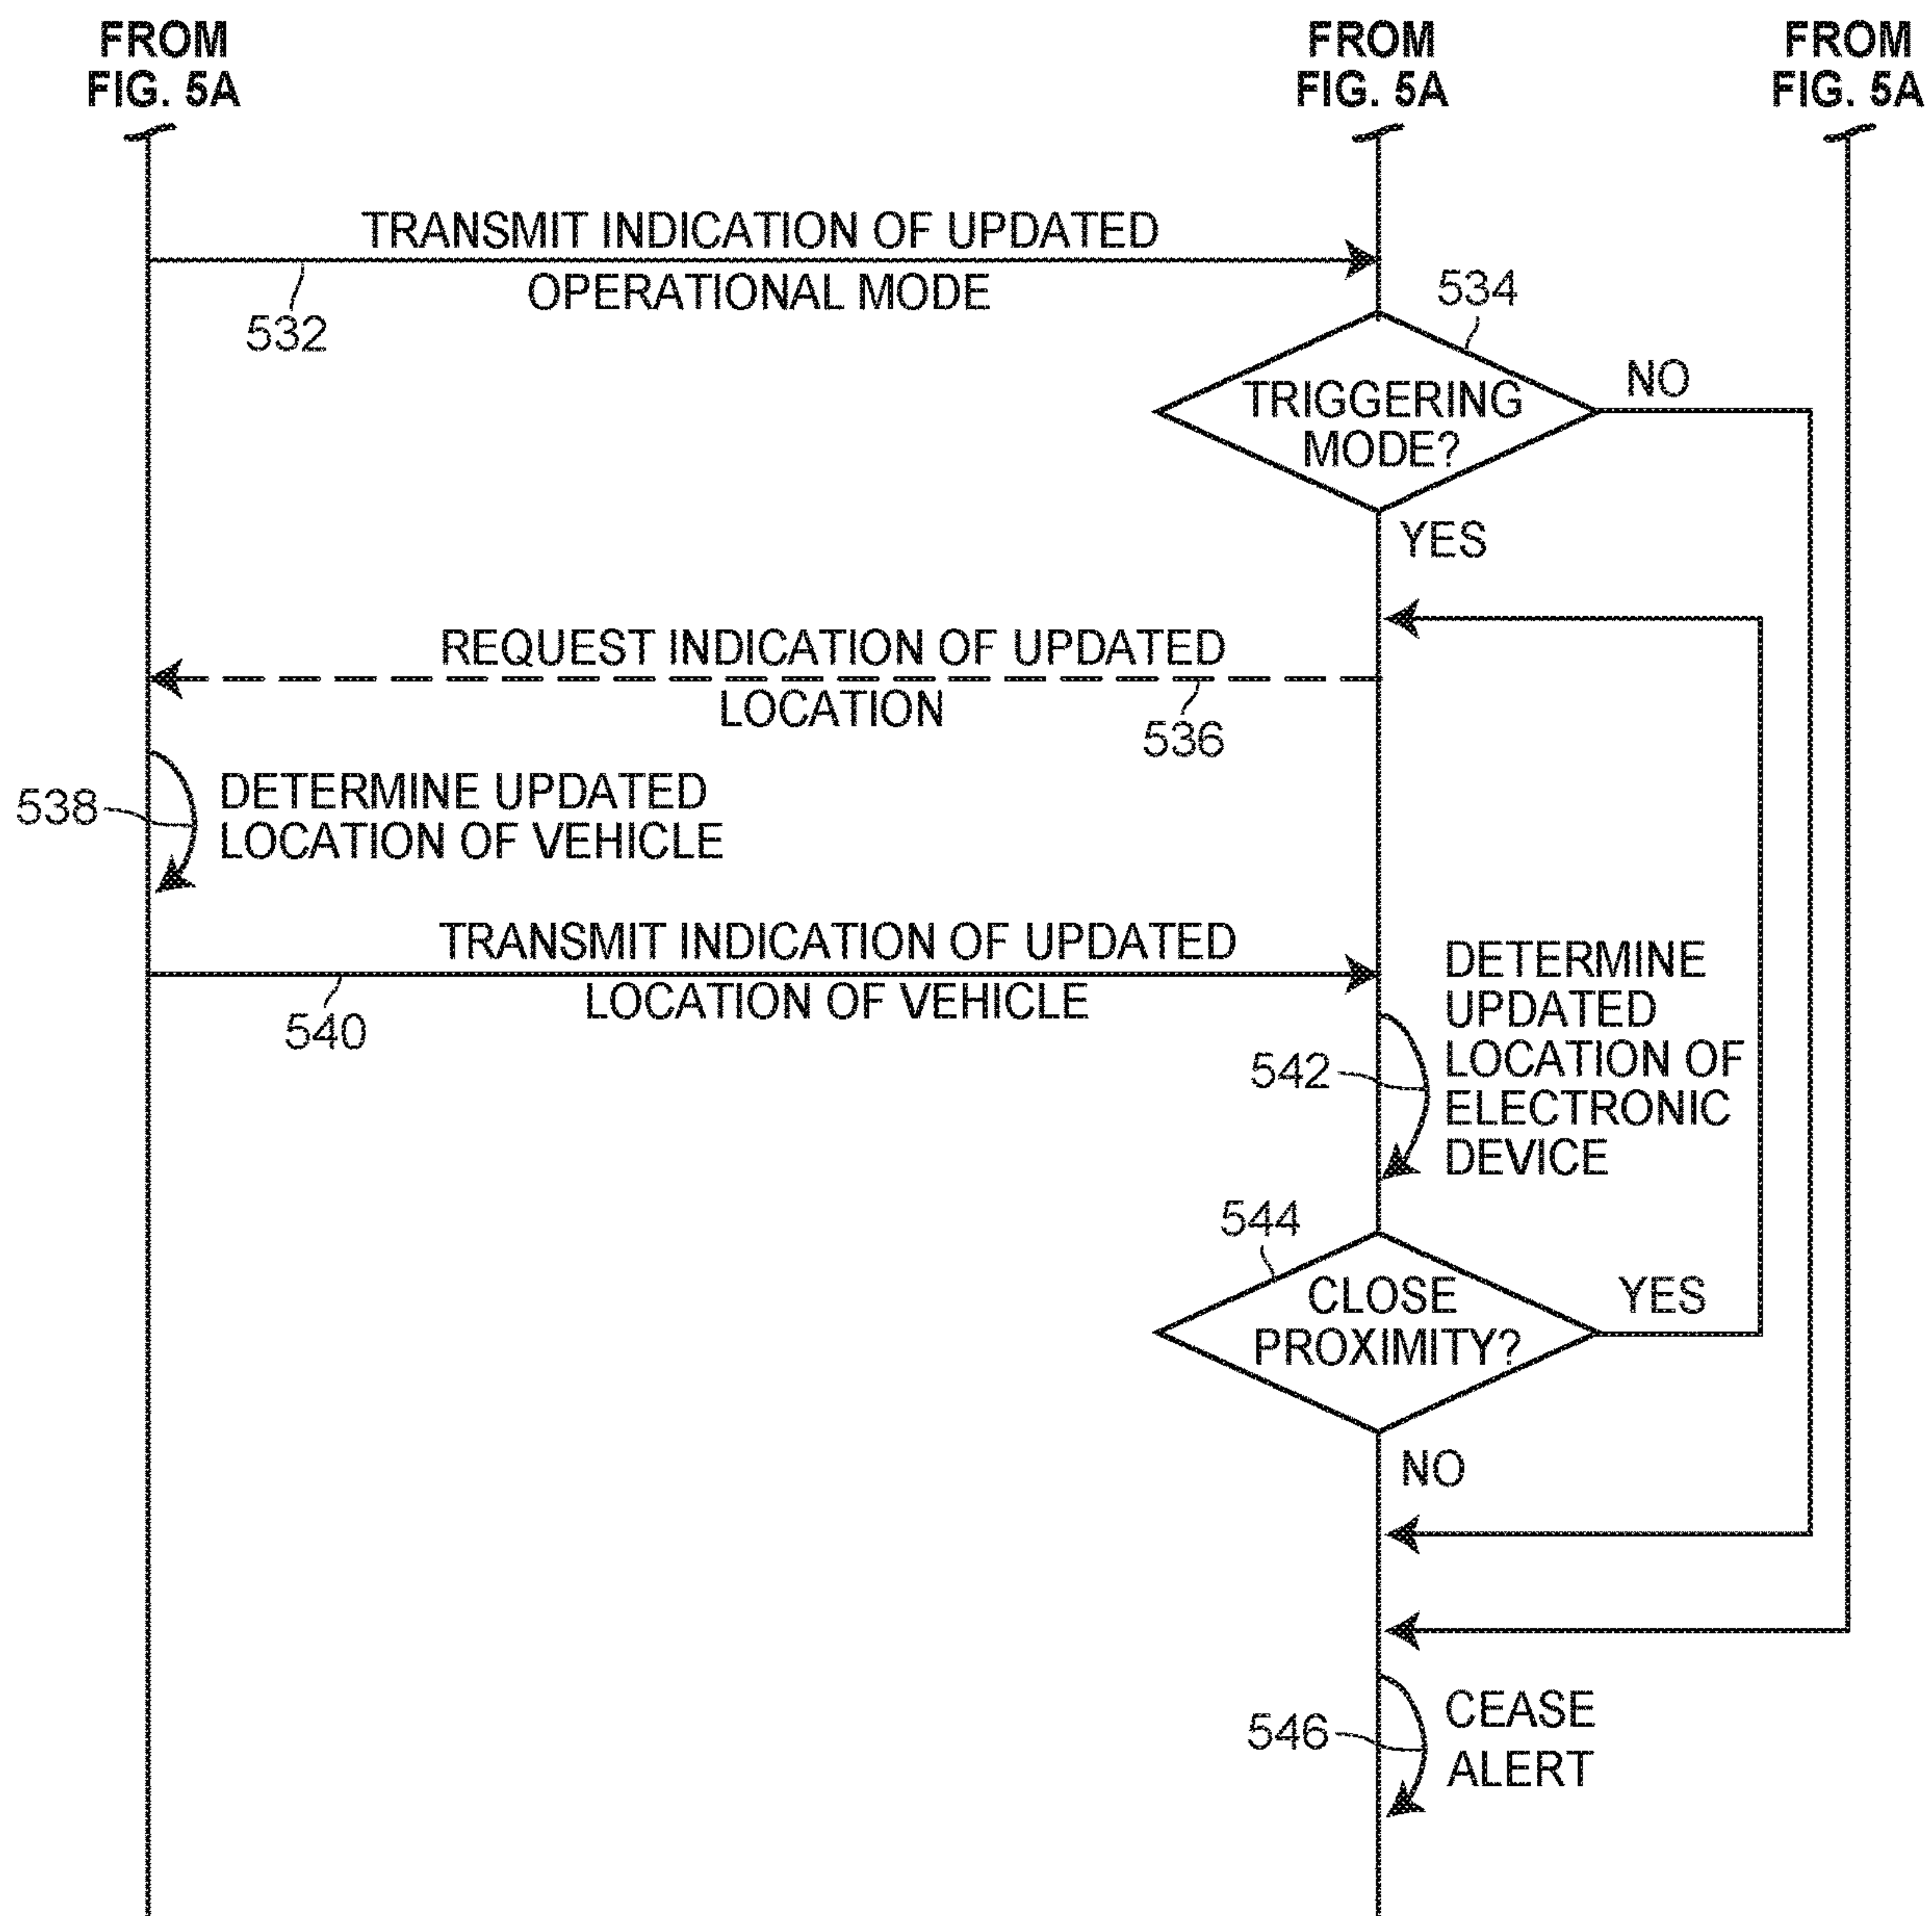 FROM
FIG. 5A
FROM
FIG. 5A
FROM
FIG. 5A
TRANSMIT INDICATION OF UPDATED
OPERATIONAL MODE
532
534
TRIGGERING
MODE?
NO
YES
REQUEST INDICATION OF UPDATED
LOCATION
536
538
DETERMINE UPDATED
LOCATION OF VEHICLE
TRANSMIT INDICATION OF UPDATED
LOCATION OF VEHICLE
540
DETERMINE
UPDATED
LOCATION OF
ELECTRONIC
DEVICE
542
544
CLOSE
PROXIMITY?
YES
NO
546
CEASE
ALERT